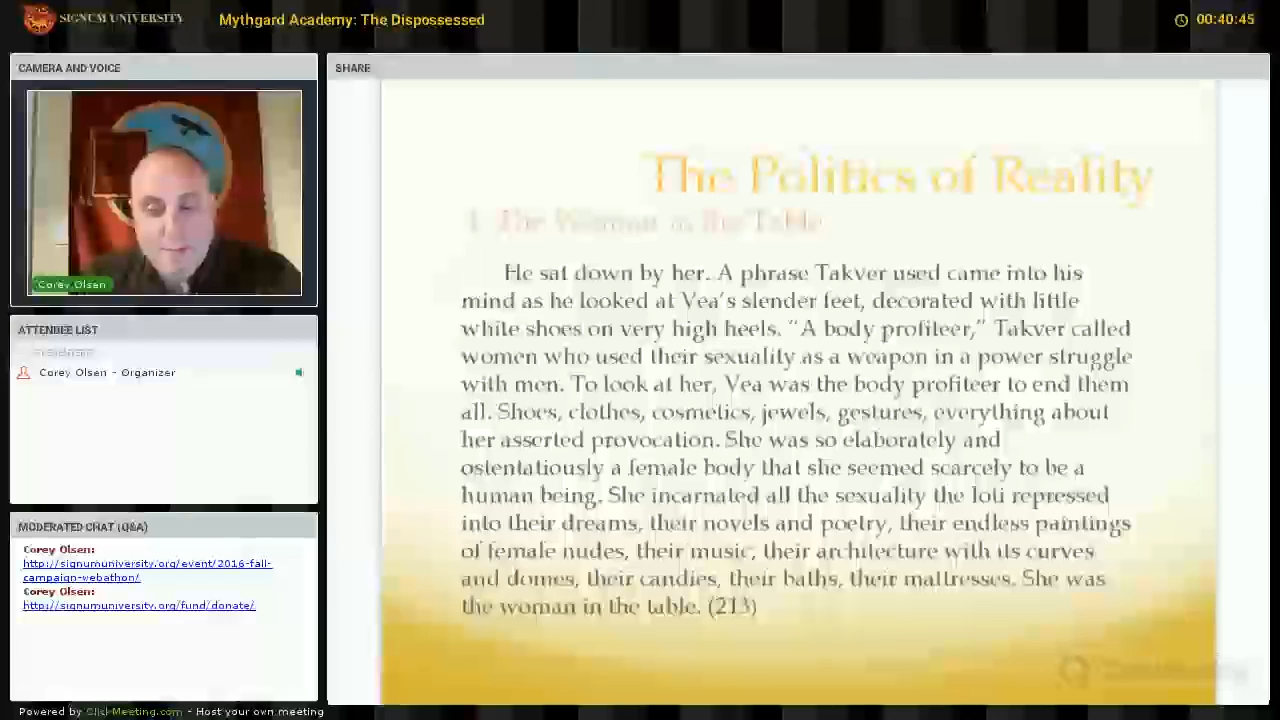 SIGNUM UNIVERSITY
Mythgard Academy: The Dispossessed
00:40:45
CAMERA AND VOICE
Corey Olsen
ATTENDEE LIST
Corey Olsen - Organizer
MODERATED CHAT (Q&A)
Corey Olsen:
http://signumuniversity.org/event/2016-fall-
campaign-webathon/
Corey Olsen:
http://signumuniversity.org/fund/donate/
Powered by ClickMeeting.com - Host your own meeting
SHARE
The Politics of Reality
The Woman in the Table
He sat down by her. A phrase Takver used came into his
mind as he looked at Vea's slender feet, decorated with little
white shoes on very high heels. "A body profiteer," Takver called
women who used their sexuality as a weapon in a power struggle
with men. To look at her, Vea was the body profiteer to end them
all. Shoes, clothes, cosmetics, jewels, gestures, everything about
her asserted provocation. She was so elaborately and
ostentatiously a female body that she seemed scarcely to be a
human being. She incarnated all the sexuality the Ioti repressed
into their dreams, their novels and poetry, their endless paintings
of female nudes, their music, their architecture with its curves
and domes, their candies, their baths, their mattresses. She was
the woman in the table. (213)